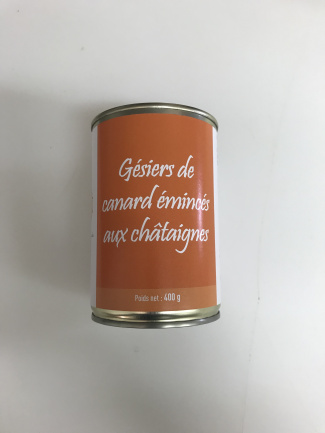 Gésiers de
canard émincés
aux châtaignes
Poids net : 400 g